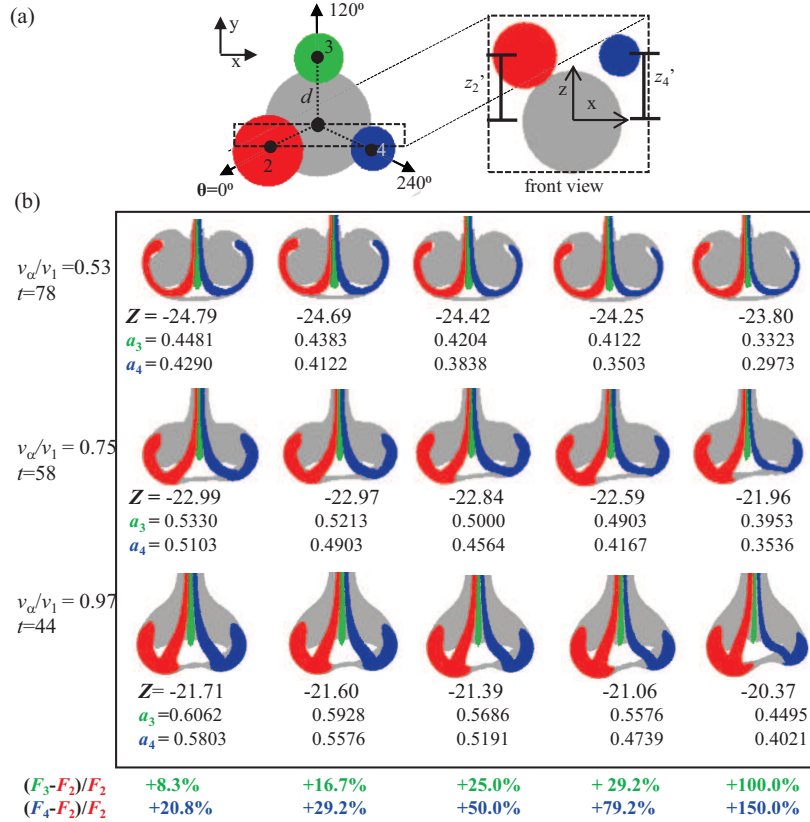 (a)
y
x
120º
3
d
2
4
θ=0º
240º
z2’
z
x
z4’
front view
(b)
vα/v1 =0.53
t=78
Z = -24.79 -24.69 -24.42 -24.25 -23.80
a3 = 0.4481 0.4383 0.4204 0.4122 0.3323
a4 = 0.4290 0.4122 0.3838 0.3503 0.2973
vα/v1 = 0.75
t=58
Z = -22.99 -22.97 -22.84 -22.59 -21.96
a3 = 0.5330 0.5213 0.5000 0.4903 0.3953
a4 = 0.5103 0.4903 0.4564 0.4167 0.3536
vα/v1 = 0.97
t=44
Z= -21.71 -21.60 -21.39 -21.06 -20.37
a3 =0.6062 0.5928 0.5686 0.5576 0.4495
a4 = 0.5803 0.5576 0.5191 0.4739 0.4021
(F3-F2)/F2 +8.3% +16.7% +25.0% + 29.2% +100.0%
(F4-F2)/F2 +20.8% +29.2% +50.0% +79.2% +150.0%